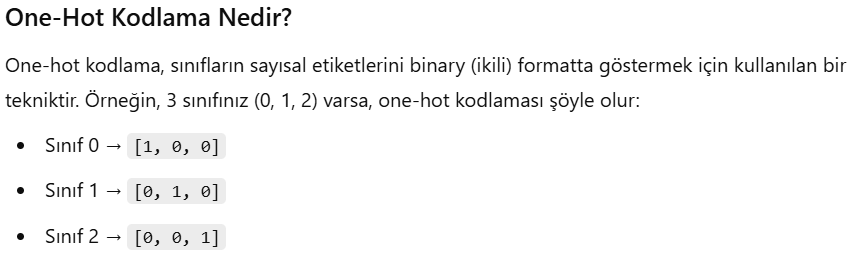 One-Hot Kodlama Nedir?
One-hot kodlama, sınıfların sayısal etiketlerini binary (ikili) formatta göstermek için kullanılan bir
tekniktir. Örneğin, 3 sınıfınız (0, 1, 2) varsa, one-hot kodlaması şöyle olur:
• Sınıf 0 → [1, 0, 0]
• Sınıf 1 → [0, 1, 0]
• Sınıf 2 → [0, 0, 1]